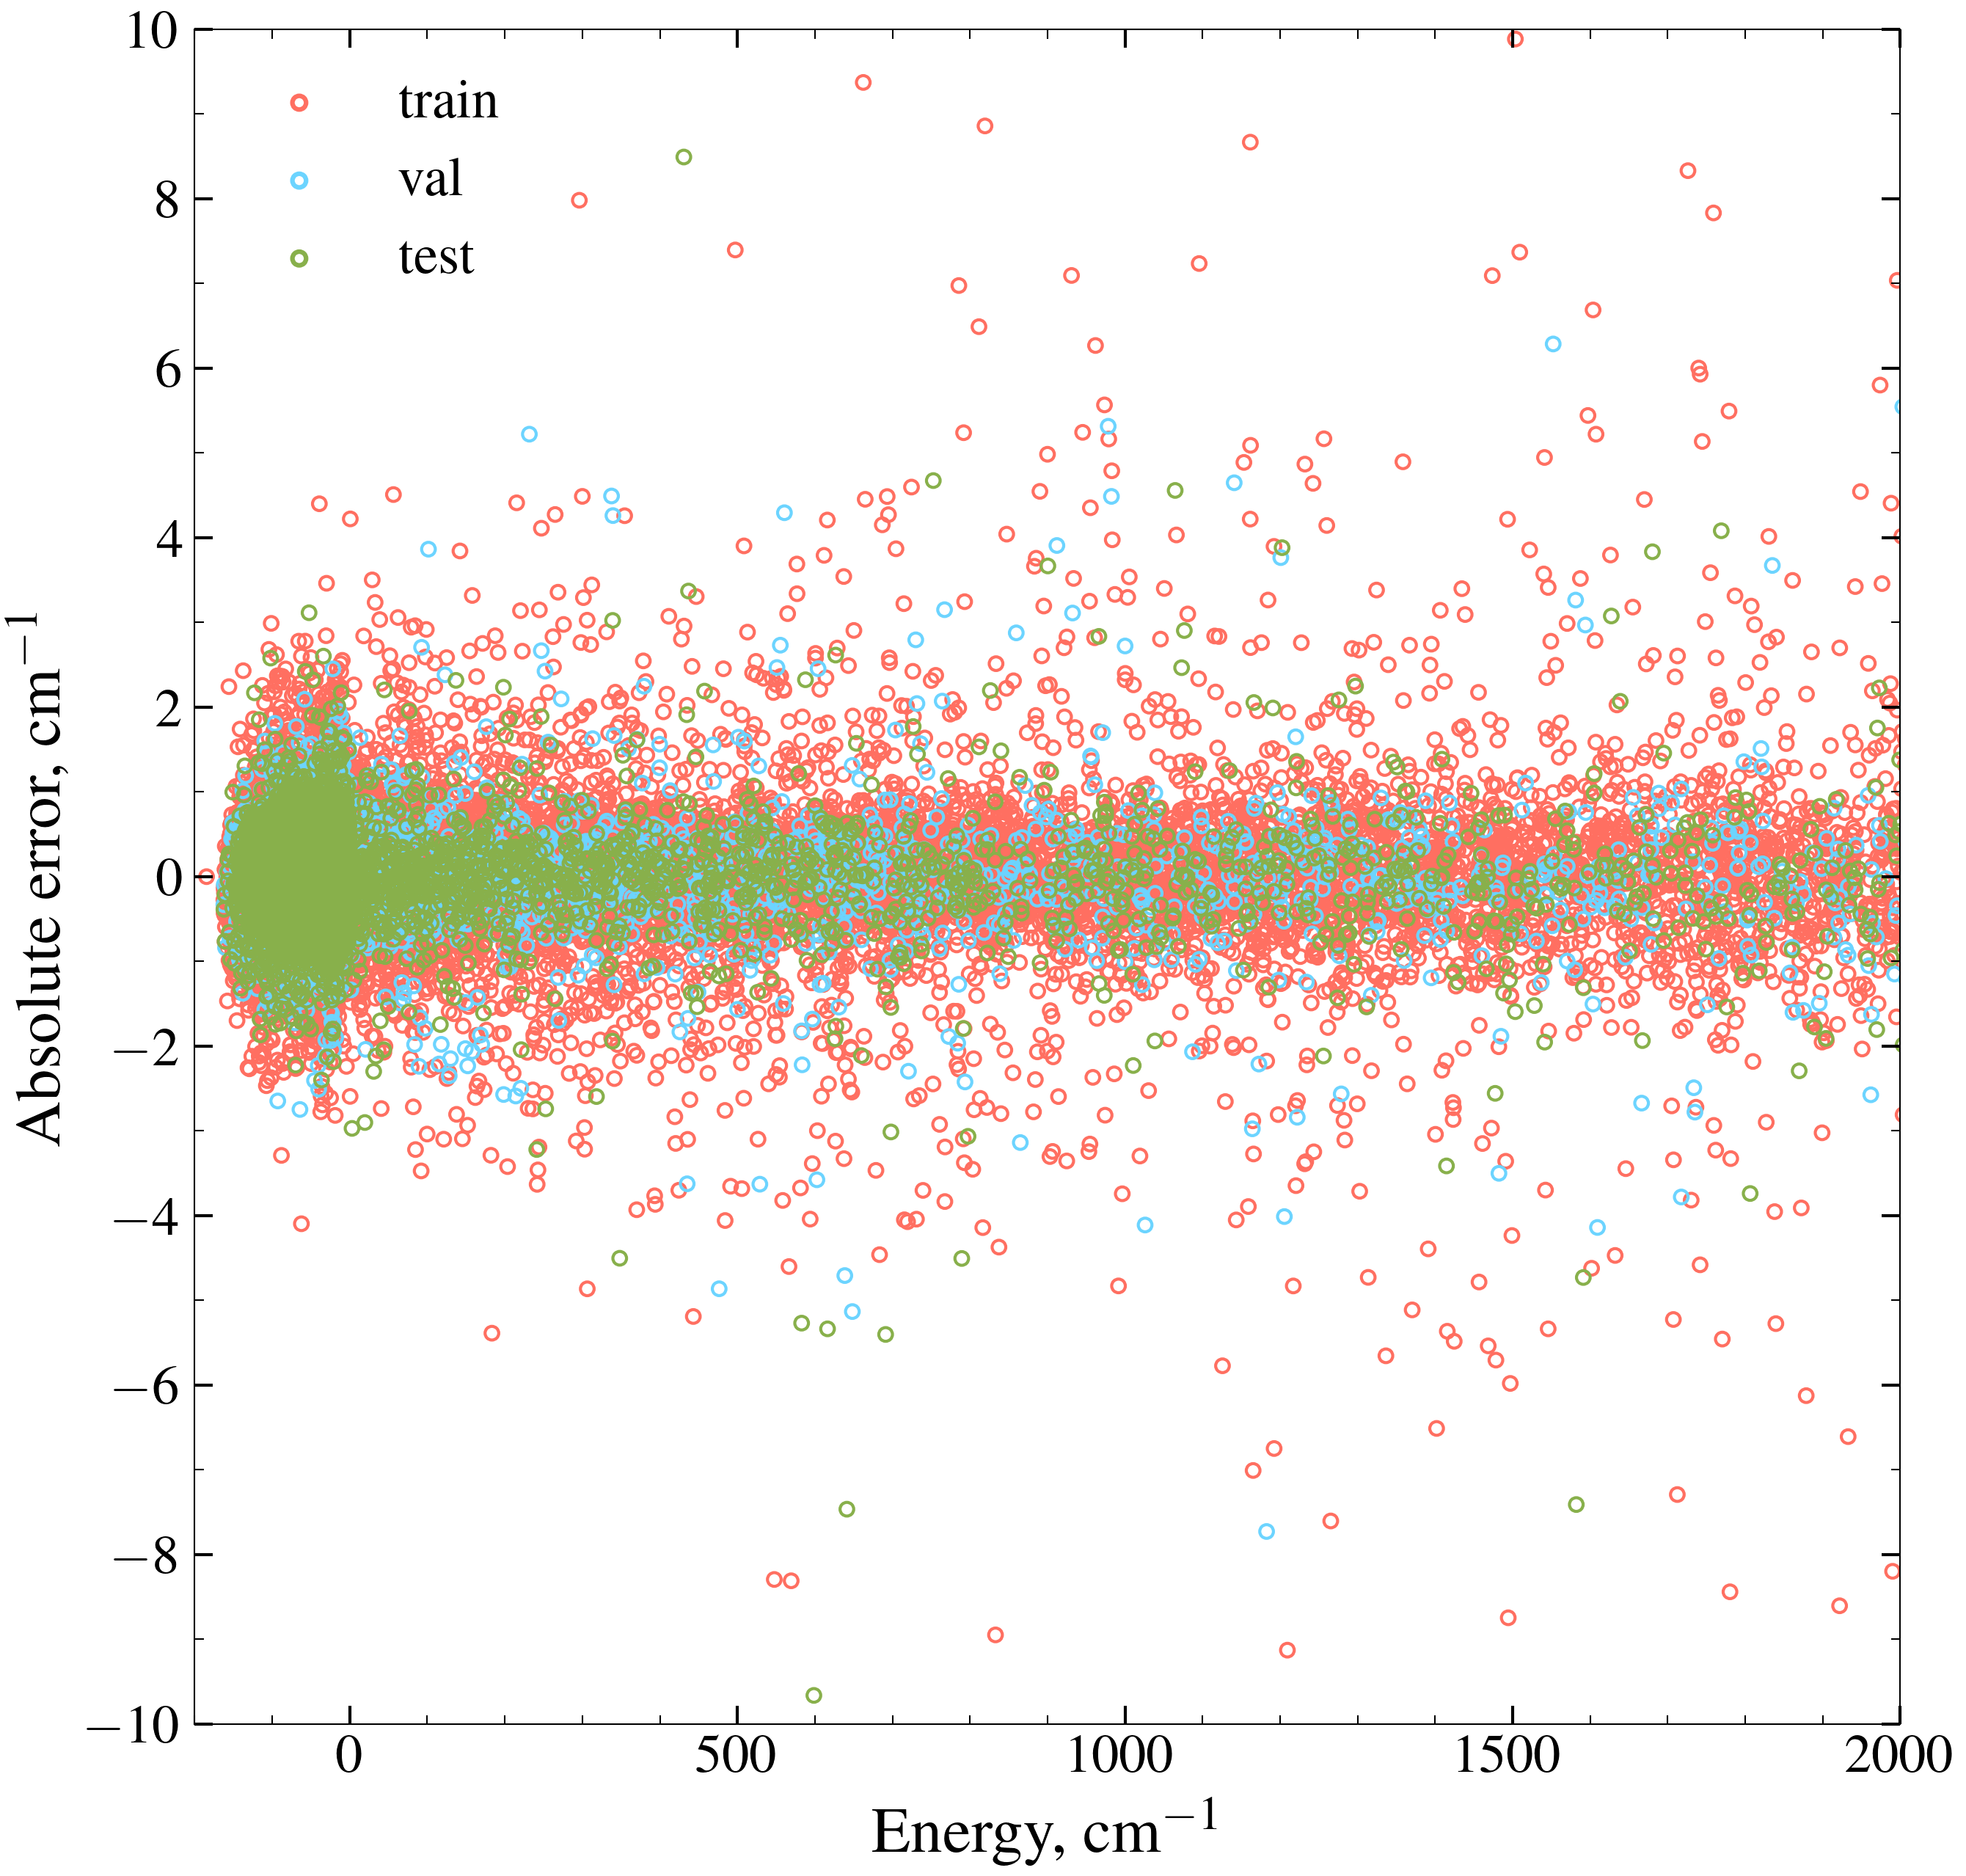 10
8
6
4
2
0
−2
−4
−6
−8
−10
train
val
test
Absolute error, cm⁻¹
0 500 1000 1500 2000
Energy, cm⁻¹